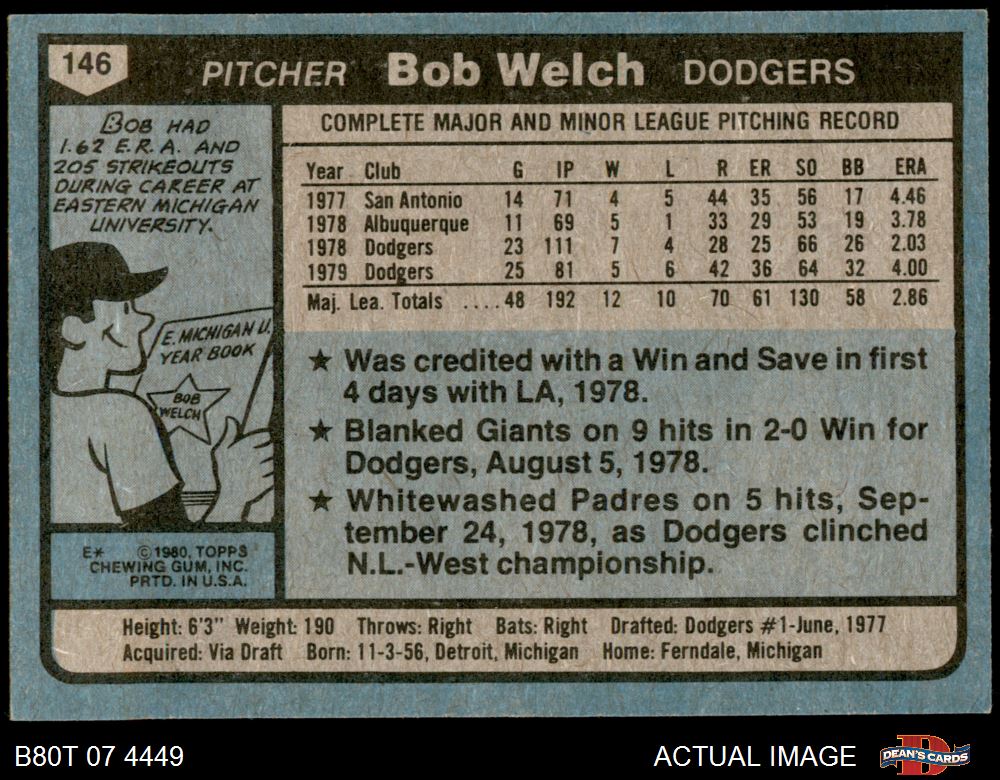 146
PITCHER Bob Welch DODGERS
BOB HAD
1.62 E.R.A. AND
205 STRIKEOUTS
DURING CAREER AT
EASTERN MICHIGAN
UNIVERSITY.
E. MICHIGAN U.
YEAR BOOK
BOB
WELCH
E* © 1980, TOPPS
CHEWING GUM, INC.
PRTD. IN U.S.A.
COMPLETE MAJOR AND MINOR LEAGUE PITCHING RECORD
Year Club G IP W L R ER SO BB ERA
1977 San Antonio 14 71 4 5 44 35 56 17 4.46
1978 Albuquerque 11 69 5 1 33 29 53 19 3.78
1978 Dodgers 23 111 7 4 28 25 66 26 2.03
1979 Dodgers 25 81 5 6 42 36 64 32 4.00
Maj. Lea. Totals ....48 192 12 10 70 61 130 58 2.86
★ Was credited with a Win and Save in first
4 days with LA, 1978.
★ Blanked Giants on 9 hits in 2-0 Win for
Dodgers, August 5, 1978.
★ Whitewashed Padres on 5 hits, Sep-
tember 24, 1978, as Dodgers clinched
N.L.-West championship.
Height: 6'3" Weight: 190 Throws: Right Bats: Right Drafted: Dodgers #1-June, 1977
Acquired: Via Draft Born: 11-3-56, Detroit, Michigan Home: Ferndale, Michigan
B80T 07 4449
ACTUAL IMAGE
D
DEAN'S CARDS